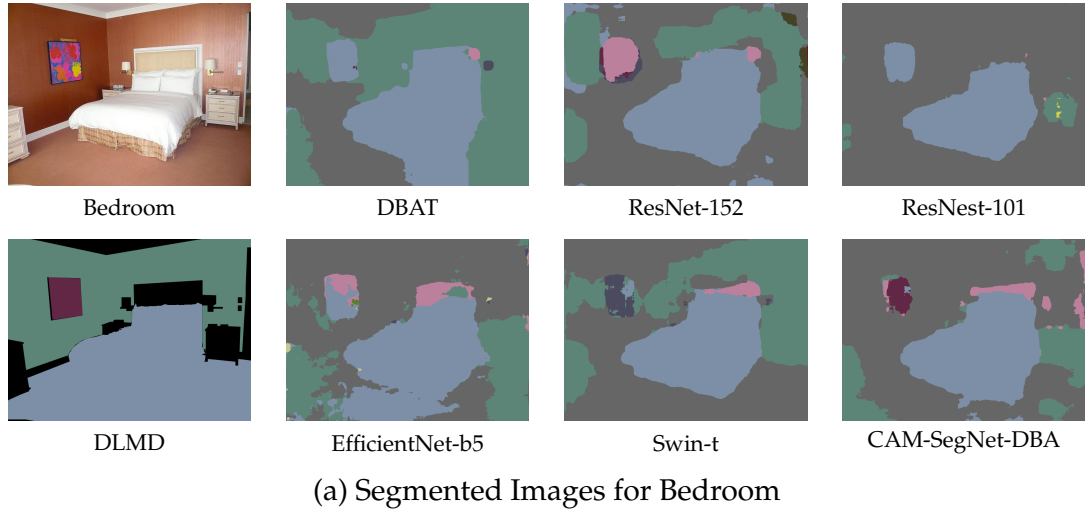 Bedroom
DBAT
ResNet-152
ResNest-101
DLMD
EfficientNet-b5
Swin-t
CAM-SegNet-DBA
(a) Segmented Images for Bedroom